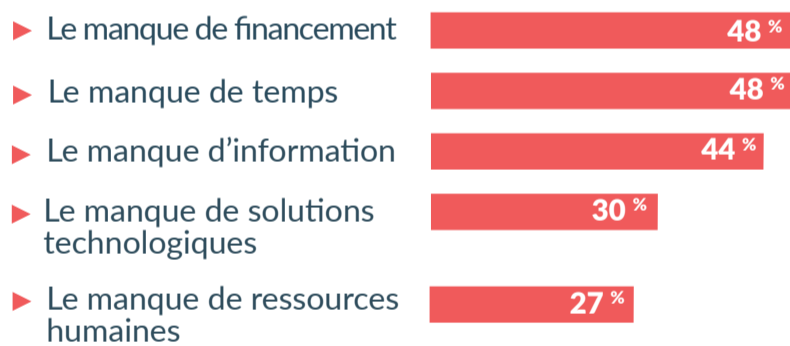 Le manque de financement 48 %
Le manque de temps 48 %
Le manque d'information 44 %
Le manque de solutions
technologiques
30 %
Le manque de ressources
humaines
27 %